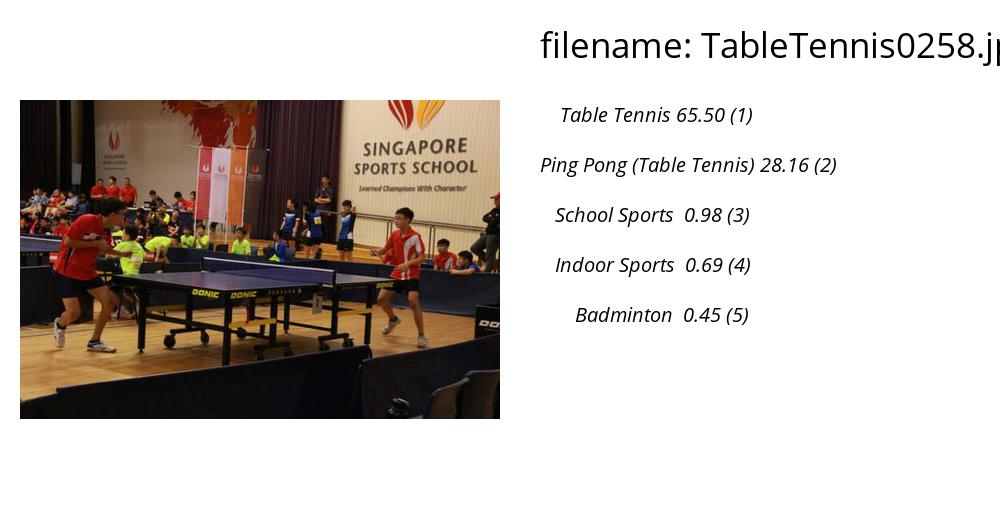 filename: TableTennis0258.j
Table Tennis 65.50 (1)
Ping Pong (Table Tennis) 28.16 (2)
School Sports 0.98 (3)
Indoor Sports 0.69 (4)
Badminton 0.45 (5)
SINGAPORE
SPORTS SCHOOL
Learned Champions With Character
DONIC DONIC
DONIC